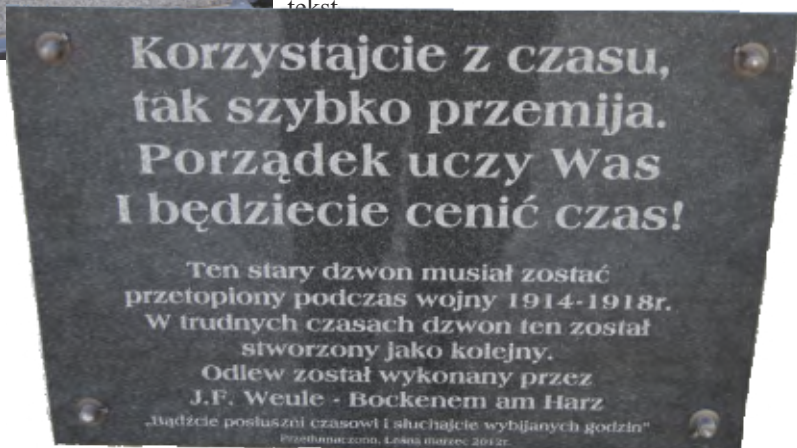 tekst
Korzystajcie z czasu,
tak szybko przemija.
Porządek uczy Was
I będziecie cenić czas!
Ten stary dzwon musiał zostać
przetopiony podczas wojny 1914-1918r.
W trudnych czasach dzwon ten został
stworzony jako kolejny.
Odlew został wykonany przez
J.F. Weule - Bockenem am Harz
„Bądźcie posłuszni czasowi i słuchajcie wybijanych godzin"
Przetłumaczono, Leśna marzec 2012r.